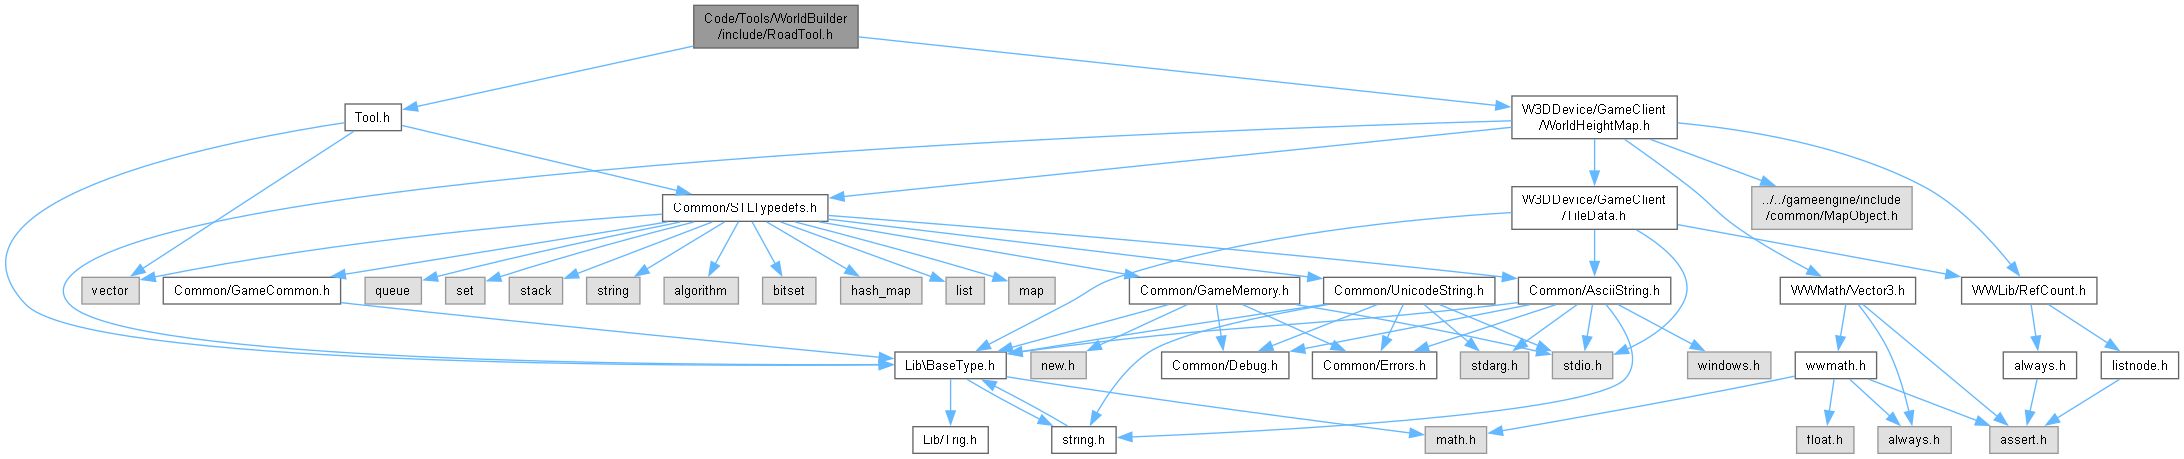 Code/Tools/WorldBuilder
/include/RoadTool.h
Tool.h
W3DDevice/GameClient
/WorldHeightMap.h
Common/STLTypedefs.h
W3DDevice/GameClient
/TileData.h
../../gameengine/include
/common/MapObject.h
vector
Common/GameCommon.h
queue
set
stack
string
algorithm
bitset
hash_map
list
map
Common/GameMemory.h
Common/UnicodeString.h
Common/AsciiString.h
WWMath/Vector3.h
WWLib/RefCount.h
Lib\BaseType.h
new.h
Common/Debug.h
Common/Errors.h
stdarg.h
stdio.h
windows.h
wwmath.h
always.h
listnode.h
Lib/Trig.h
string.h
math.h
float.h
always.h
assert.h